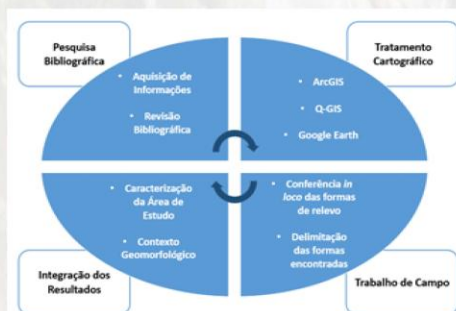 Pesquisa
Bibliográfica
• Aquisição de
Informações
• Revisão
Bibliográfica
Tratamento
Cartográfico
• ArcGIS
• Q-GIS
• Google Earth
• Caracterização
da Área de
Estudo
• Contexto
Geomorfológico
Integração dos
Resultados
• Conferência in
loco das formas
de relevo
• Delimitação
das formas
encontradas
Trabalho de Campo